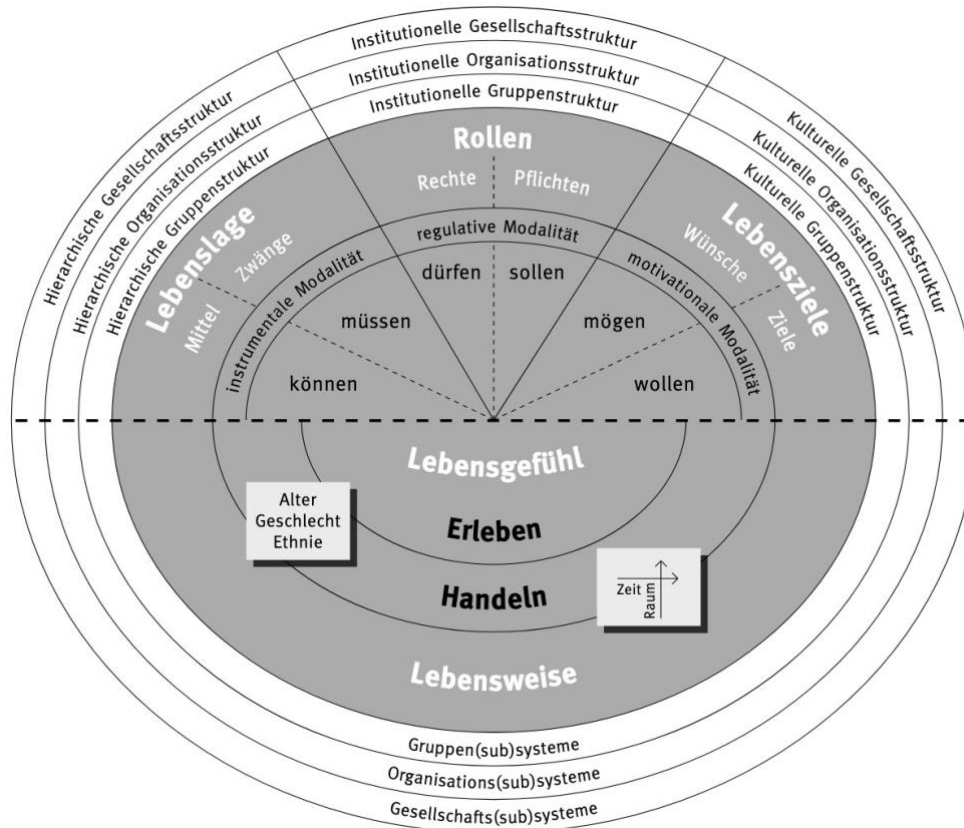 Institutionelle Gesellschaftsstruktur
Institutionelle Organisationsstruktur
Institutionelle Gruppenstruktur
Hierarchische Gesellschaftsstruktur
Hierarchische Organisationsstruktur
Hierarchische Gruppenstruktur
Kulturelle Gesellschaftsstruktur
Kulturelle Organisationsstruktur
Kulturelle Gruppenstruktur
Rollen
Rechte
Pflichten
Lebenslage
Mittel
Zwänge
Lebensziele
Wünsche
Ziele
instrumentale Modalität
regulative Modalität
motivationale Modalität
dürfen
sollen
müssen
mögen
können
wollen
Lebensgefühl
Alter
Geschlecht
Ethnie
Erleben
Zeit
Raum
Handeln
Lebensweise
Gruppen(sub)systeme
Organisations(sub)systeme
Gesellschafts(sub)systeme